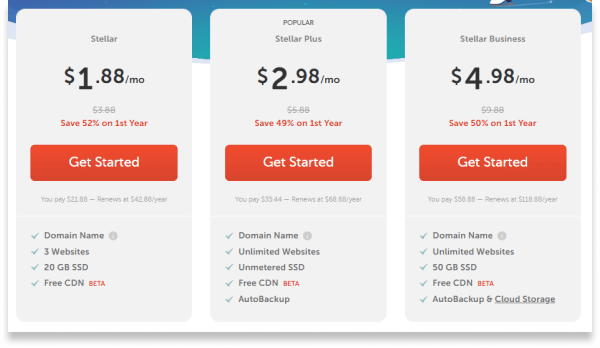 Stellar
$1.88/mo
$3.88
Save 52% on 1st Year
Get Started
You pay $21.88 — Renews at $42.88/year
Domain Name
3 Websites
20 GB SSD
Free CDN BETA
POPULAR
Stellar Plus
$2.98/mo
$5.88
Save 49% on 1st Year
Get Started
You pay $35.44 — Renews at $68.88/year
Domain Name
Unlimited Websites
Unmetered SSD
Free CDN BETA
AutoBackup
Stellar Business
$4.98/mo
$9.88
Save 50% on 1st Year
Get Started
You pay $58.88 — Renews at $118.88/year
Domain Name
Unlimited Websites
50 GB SSD
Free CDN BETA
AutoBackup & Cloud Storage